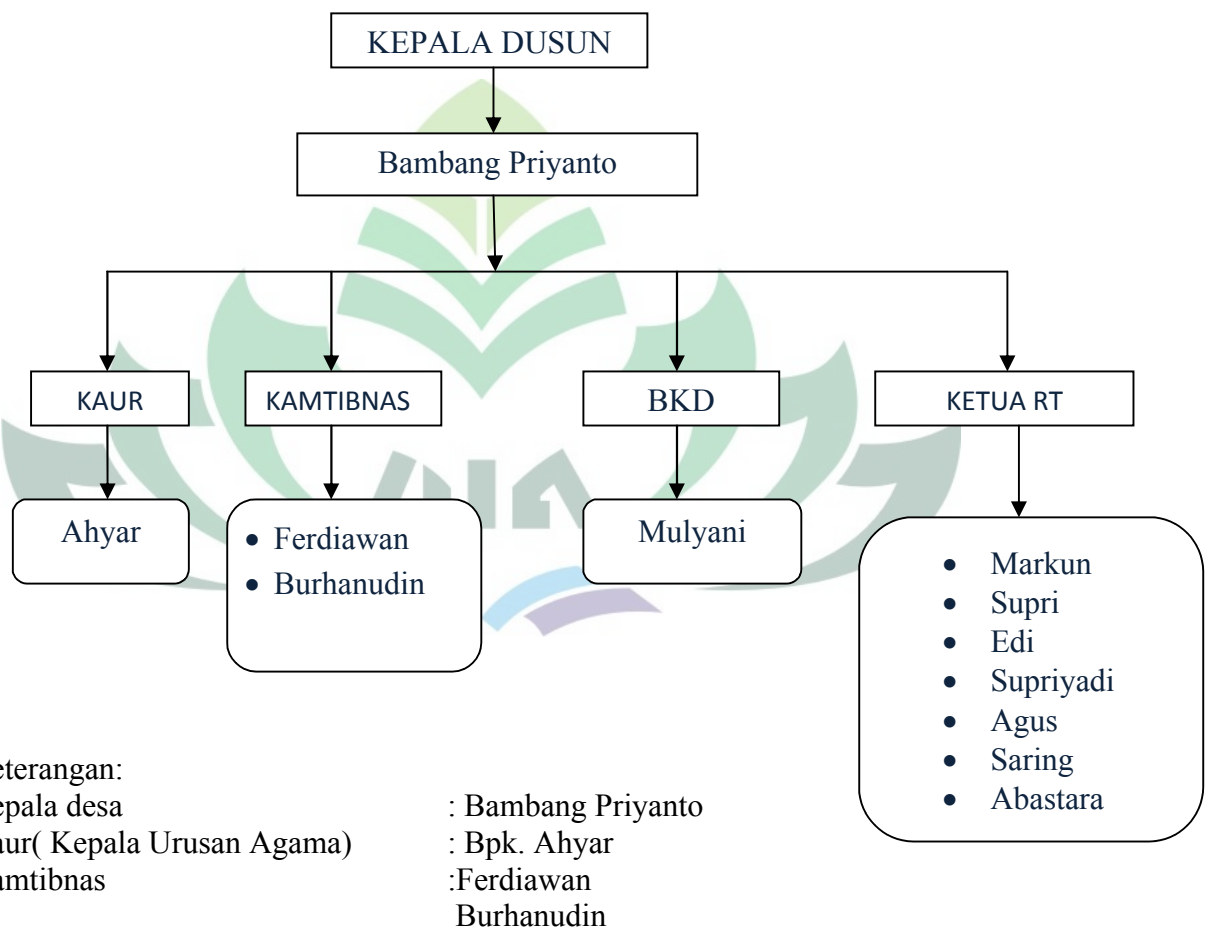 KEPALA DUSUN
Bambang Priyanto
KAUR
KAMTIBNAS
BKD
KETUA RT
Ahyar
• Ferdiawan
• Burhanudin
Mulyani
• Markun
• Supri
• Edi
• Supriyadi
• Agus
• Saring
• Abastara
eterangan:
epala desa : Bambang Priyanto
aur( Kepala Urusan Agama) : Bpk. Ahyar
amtibnas :Ferdiawan
Burhanudin